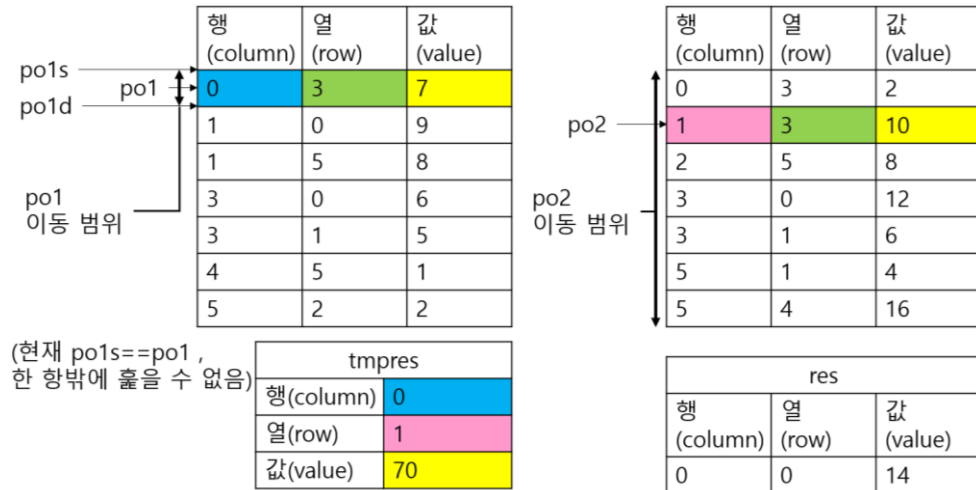 행
(column)
열
(row)
값
(value)
po1s
po1
po1d
0 3 7
1 0 9
1 5 8
3 0 6
3 1 5
4 5 1
5 2 2
po1
이동 범위
행
(column)
열
(row)
값
(value)
0 3 2
po2
1 3 10
2 5 8
3 0 12
3 1 6
5 1 4
5 4 16
po2
이동 범위
(현재 po1s==po1 ,
한 항밖에 훑을 수 없음)
tmpres
행(column) 0
열(row) 1
값(value) 70
res
행
(column)
열
(row)
값
(value)
0 0 14